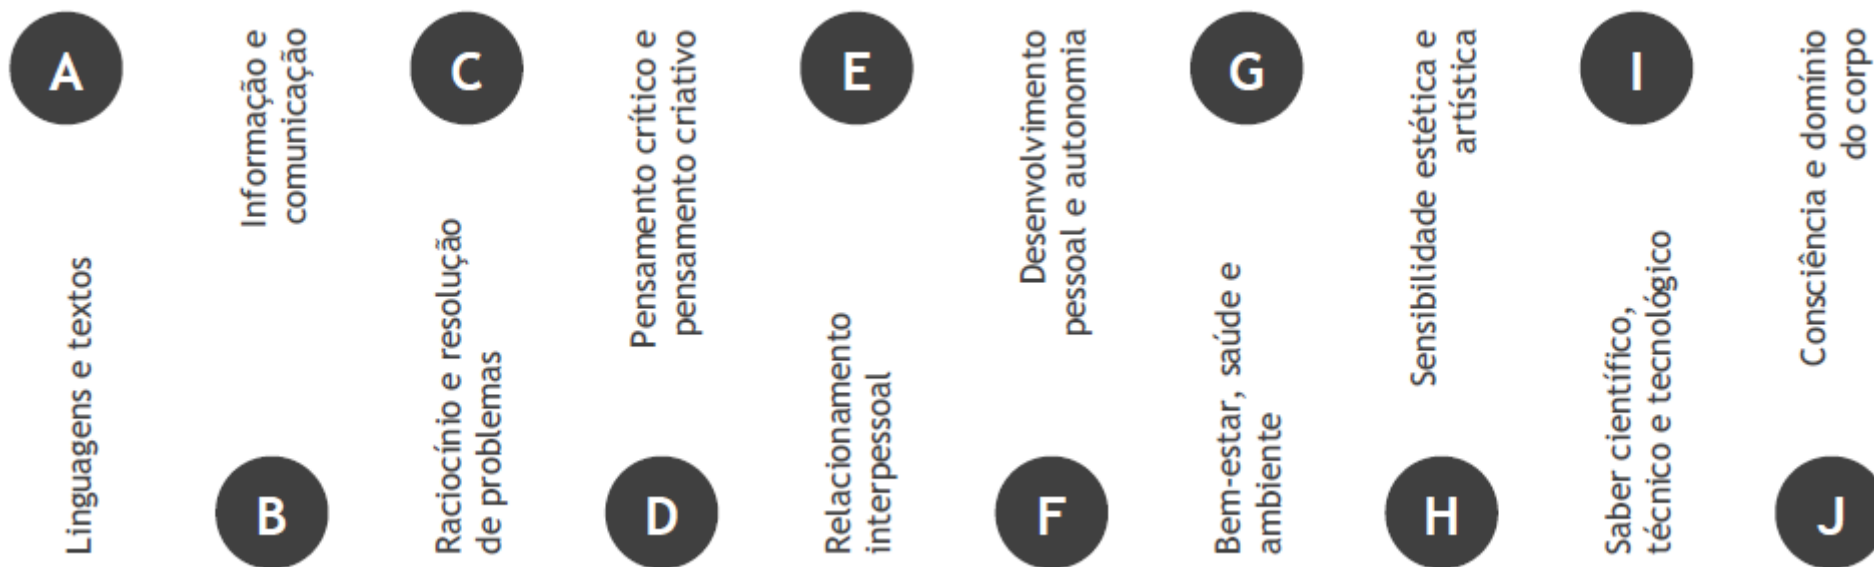 A
Linguagens e textos
Informação e
comunicação
B
C
Raciocínio e resolução
de problemas
Pensamento crítico e
pensamento criativo
D
E
Relacionamento
interpessoal
Desenvolvimento
pessoal e autonomia
F
G
Bem-estar, saúde e
ambiente
Sensibilidade estética e
artística
H
I
Saber científico,
técnico e tecnológico
Consciência e domínio
do corpo
J